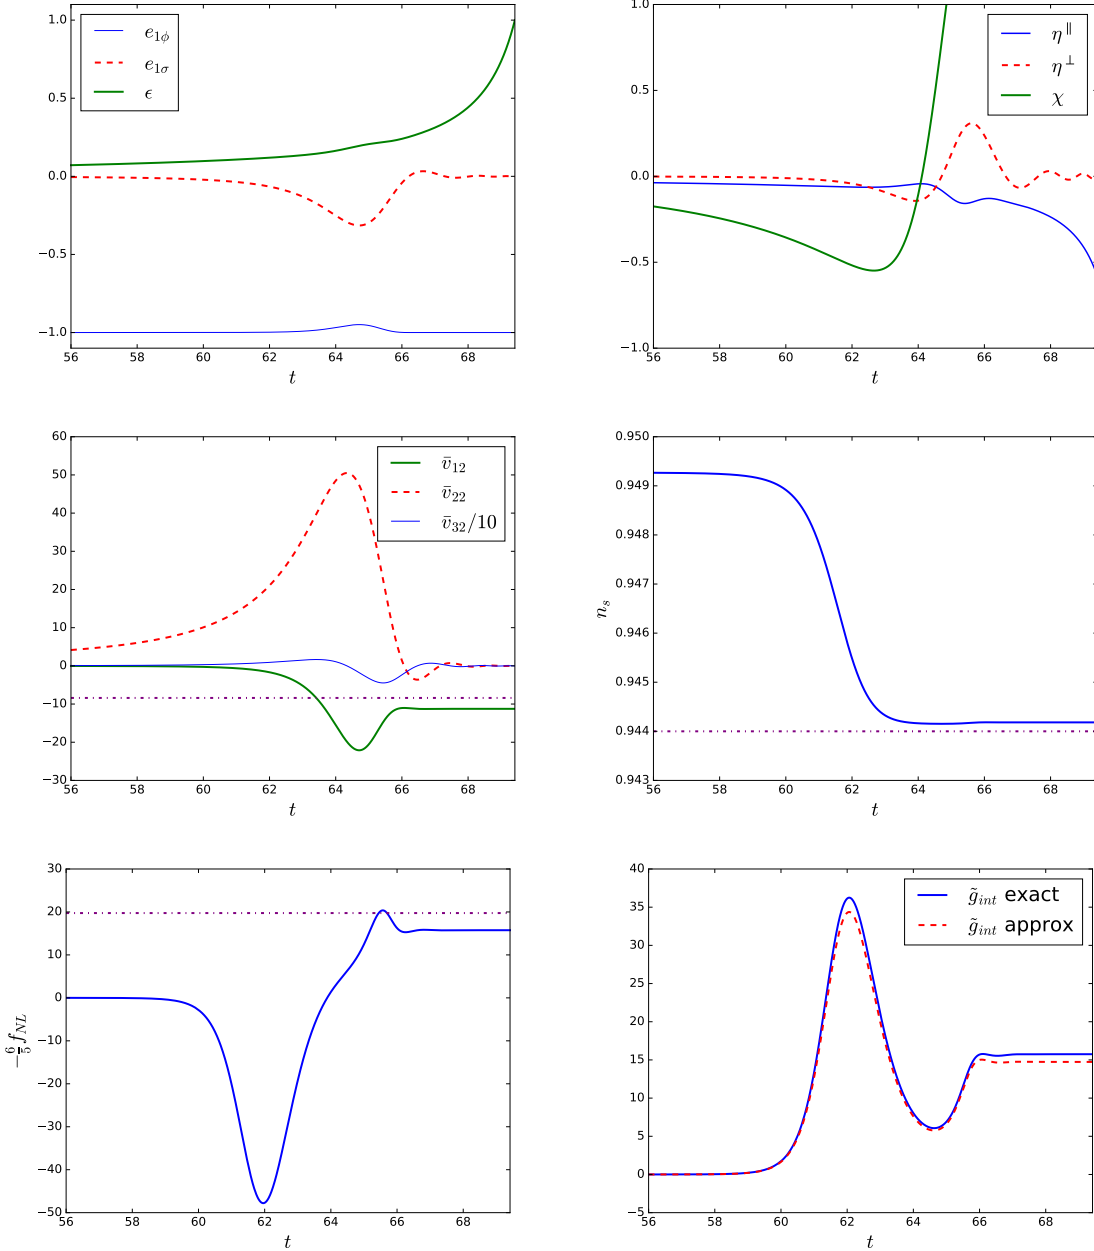 1.0
0.5
0.0
−0.5
−1.0
e1ϕ
e1σ
ϵ
56 58 60 62 64 66 68
t
1.0
0.5
0.0
−0.5
−1.0
η∥
η⊥
χ
56 58 60 62 64 66 68
t
60
50
40
30
20
10
0
−10
−20
−30
v̄12
v̄22
v̄32/10
56 58 60 62 64 66 68
t
0.950
0.949
0.948
0.947
0.946
0.945
0.944
0.943
ns
56 58 60 62 64 66 68
t
30
20
10
0
−10
−20
−30
−40
−50
−6/5 fNL
56 58 60 62 64 66 68
t
40
35
30
25
20
15
10
5
0
−5
g̃int exact
g̃int approx
56 58 60 62 64 66 68
t